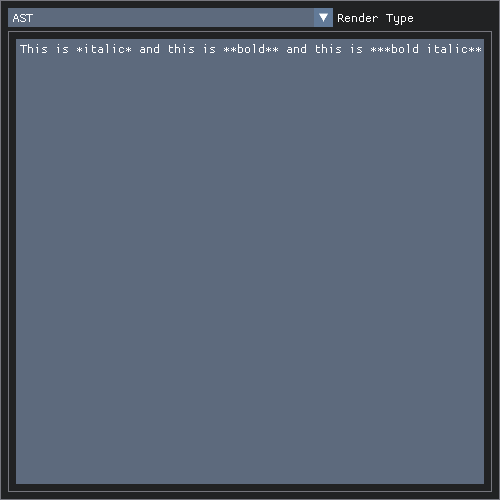 AST Render Type
This is *italic* and this is **bold** and this is ***bold italic**